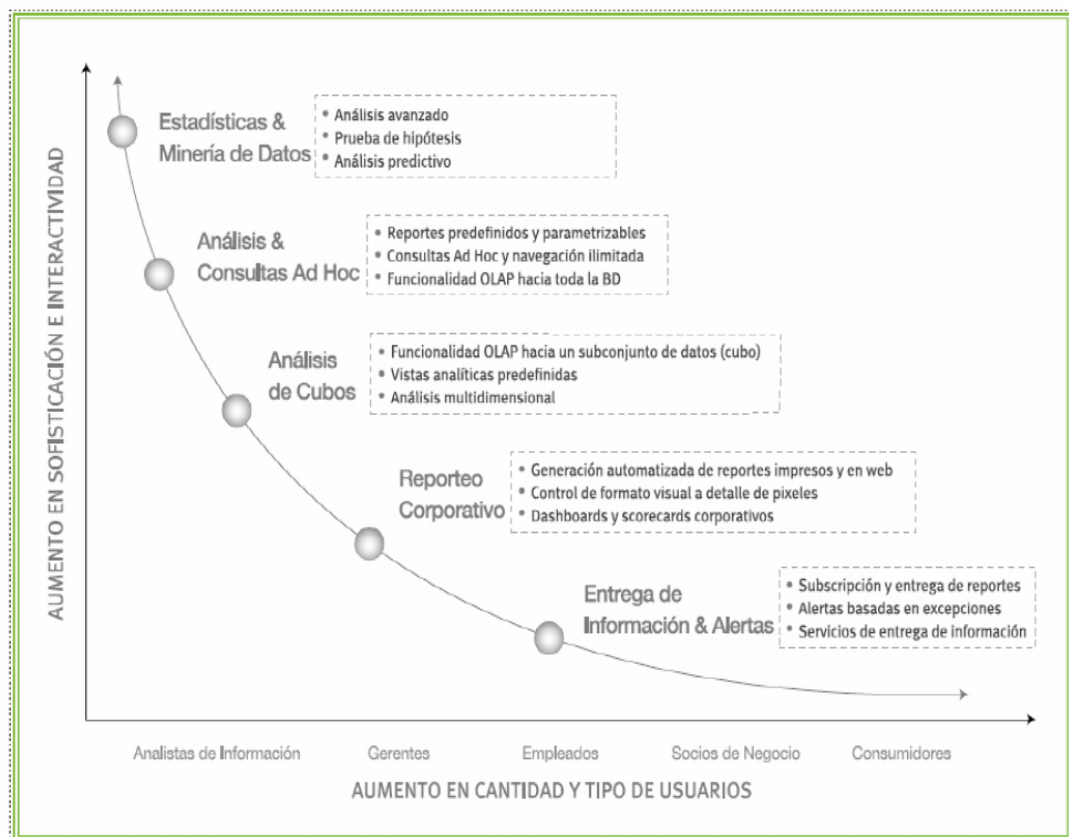 AUMENTO EN SOFISTICACIÓN E INTERACTIVIDAD
Estadísticas &
Minería de Datos
• Análisis avanzado
• Prueba de hipótesis
• Análisis predictivo
Análisis &
Consultas Ad Hoc
• Reportes predefinidos y parametrizables
• Consultas Ad Hoc y navegación ilimitada
• Funcionalidad OLAP hacia toda la BD
Análisis
de Cubos
• Funcionalidad OLAP hacia un subconjunto de datos (cubo)
• Vistas analíticas predefinidas
• Análisis multidimensional
Reporteo
Corporativo
• Generación automatizada de reportes impresos y en web
• Control de formato visual a detalle de pixeles
• Dashboards y scorecards corporativos
Entrega de
Información & Alertas
• Subscripción y entrega de reportes
• Alertas basadas en excepciones
• Servicios de entrega de información
Analistas de Información
Gerentes
Empleados
Socios de Negocio
Consumidores
AUMENTO EN CANTIDAD Y TIPO DE USUARIOS